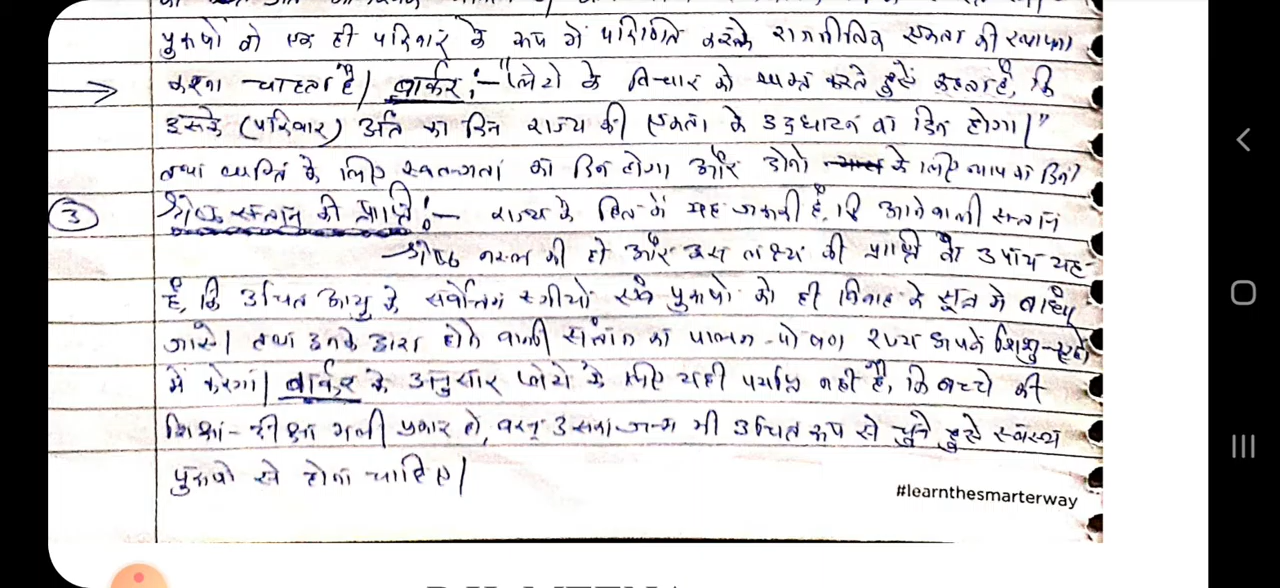 पुरुषो को एक ही परिवार के रूप में परिणित करके राजनीतिक एकता की स्थापना
करना चाहता है। बार्कर :- "प्लेटो के विचार को व्यक्त करते हुसे कहता है, कि
इसके (परिवार) अंत का दिन राज्य की एकता के उद्घाटन का दिन होगा।"
तथा व्यक्ति के लिए स्वतन्त्रता का दिन होगा और दोनो के लिए न्याय का दिन।
3 श्रेष्ठ सन्तान की प्राप्ति :- राज्य के हित में यह जरूरी है, कि आनेवाली सन्तान
श्रेष्ठ नस्ल की हो और उस लक्ष्य की प्राप्ति का उपाय यह
है, कि उचित आयु के सर्वोत्तम स्त्रीयो एवं पुरुषो को ही विवाह के सूत्र में बांधा
जासे। तथा उनके द्वारा होने वाली संतान का पालन-पोषण राज्य अपने शिशु-गृहो
में करेगा। बार्कर के अनुसार प्लेटो के लिए यही पर्याप्त नही है, कि बच्चो की
शिक्षा-दीक्षा भली प्रकार हो, वरन् उसका जन्म भी उचित रूप से चुने हुसे स्वस्थ्य
पुरुषो से होना चाहिए।
#learnthesmarterway